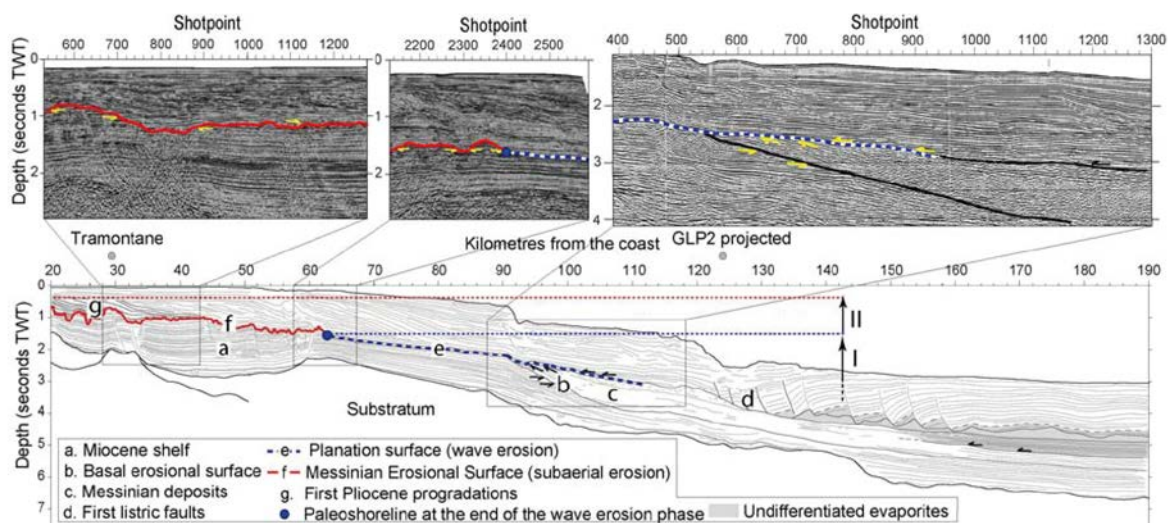 Shotpoint Shotpoint Shotpoint
600 700 800 900 1000 1100 1200
2200 2300 2400 2500
400 500 600 700 800 900 1000 1100 1200 1300
Depth (seconds TWT)
0 1 2
0 1 2
2 3 4
Tramontane Kilometres from the coast GLP2 projected
20 30 40 50 60 70 80 90 100 110 120 130 140 150 160 170 180 190
Depth (seconds TWT)
0 1 2 3 4 5 6 7
g f a e b c d II I
Substratum
a. Miocene shelf
b. Basal erosional surface
c. Messinian deposits
d. First listric faults
e Planation surface (wave erosion)
f Messinian Erosional Surface (subaerial erosion)
g. First Pliocene progradations
Paleoshoreline at the end of the wave erosion phase
Undifferentiated evaporites